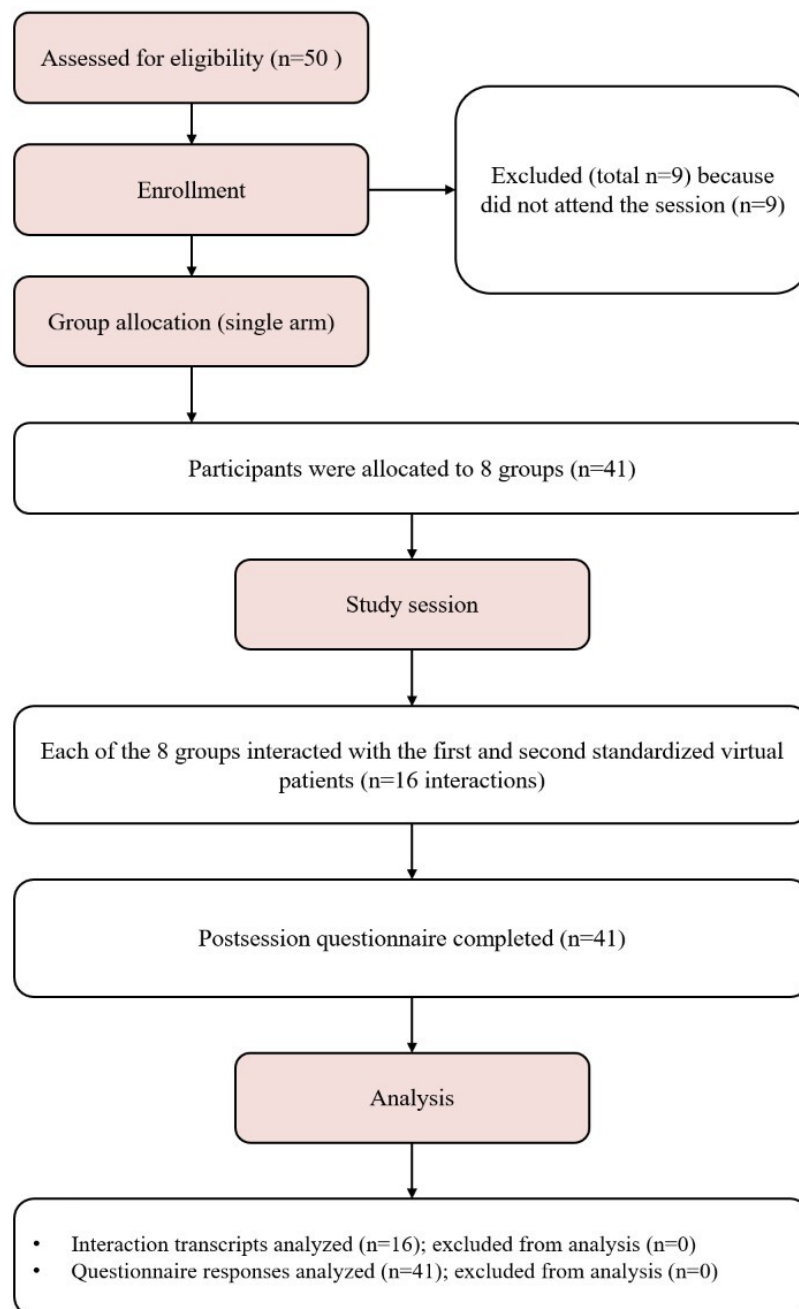 Assessed for eligibility (n=50 )
Enrollment
Excluded (total n=9) because
did not attend the session (n=9)
Group allocation (single arm)
Participants were allocated to 8 groups (n=41)
Study session
Each of the 8 groups interacted with the first and second standardized virtual
patients (n=16 interactions)
Postsession questionnaire completed (n=41)
Analysis
• Interaction transcripts analyzed (n=16); excluded from analysis (n=0)
• Questionnaire responses analyzed (n=41); excluded from analysis (n=0)